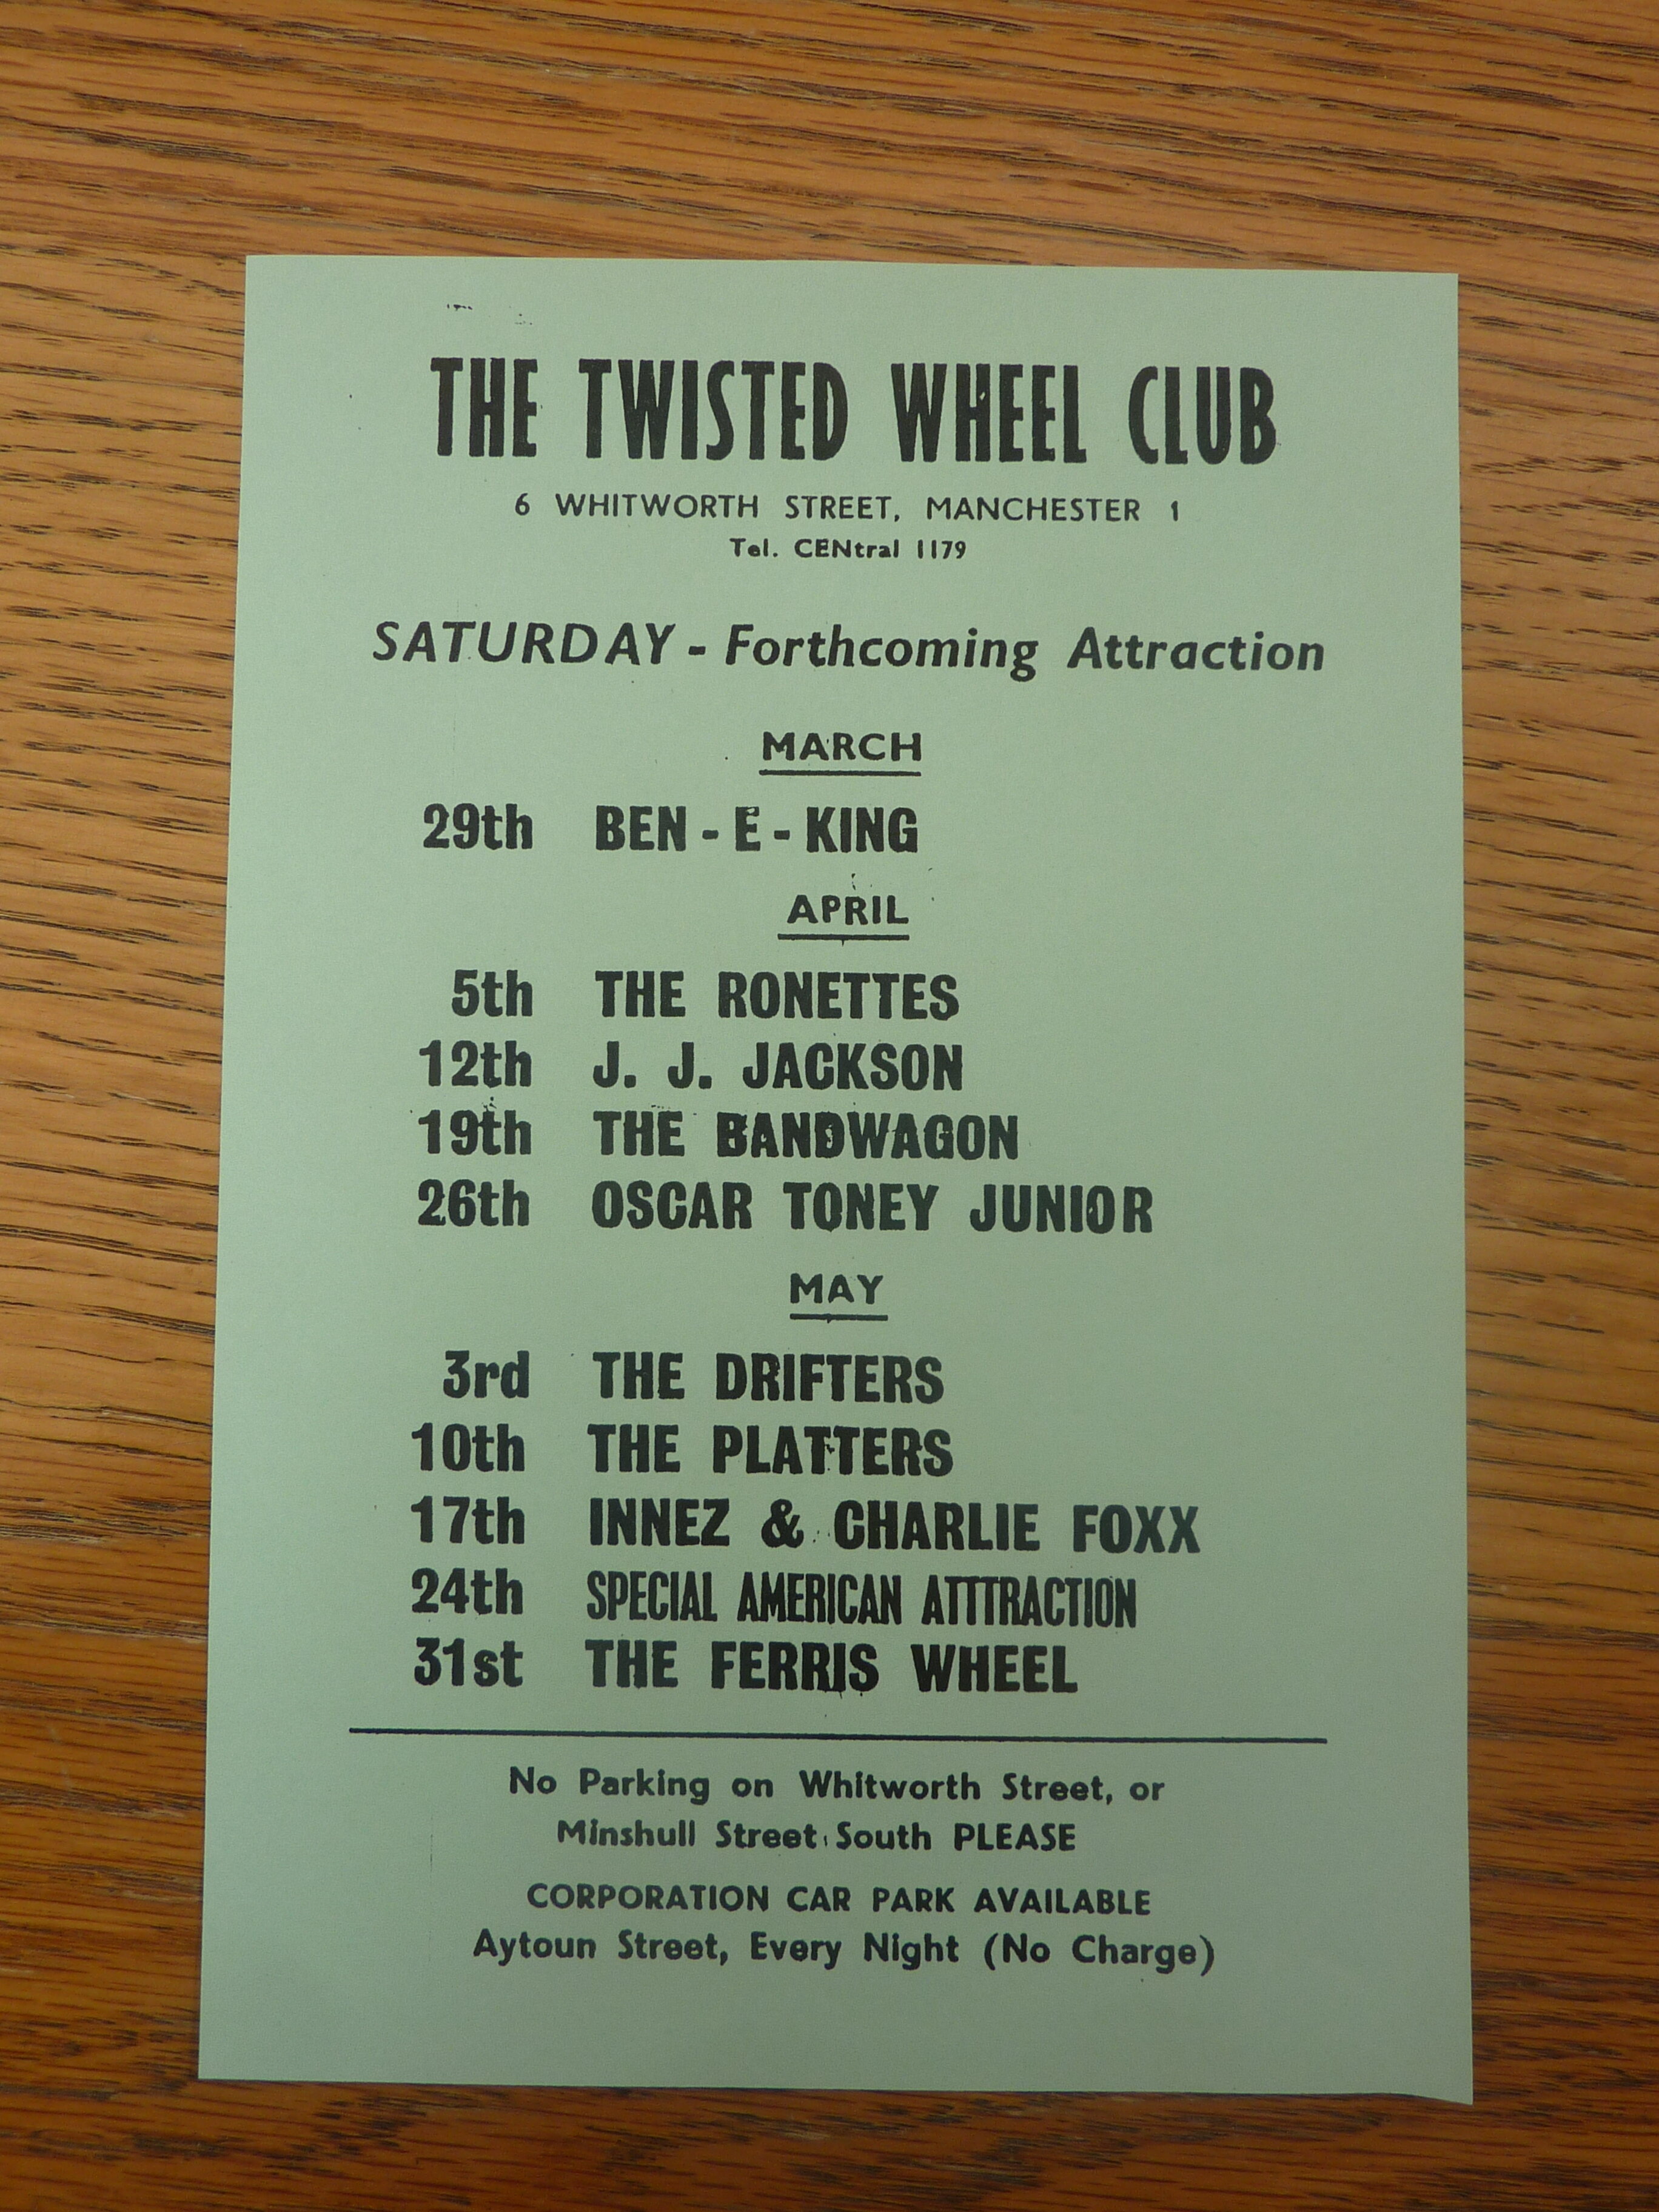 THE TWISTED WHEEL CLUB
6 WHITWORTH STREET, MANCHESTER 1
Tel. CENtral 1179
SATURDAY - Forthcoming Attraction
MARCH
29th BEN - E - KING
APRIL
5th THE RONETTES
12th J. J. JACKSON
19th THE BANDWAGON
26th OSCAR TONEY JUNIOR
MAY
3rd THE DRIFTERS
10th THE PLATTERS
17th INNEZ & CHARLIE FOXX
24th SPECIAL AMERICAN ATTTRACTION
31st THE FERRIS WHEEL
No Parking on Whitworth Street, or
Minshull Street South PLEASE
CORPORATION CAR PARK AVAILABLE
Aytoun Street, Every Night (No Charge)